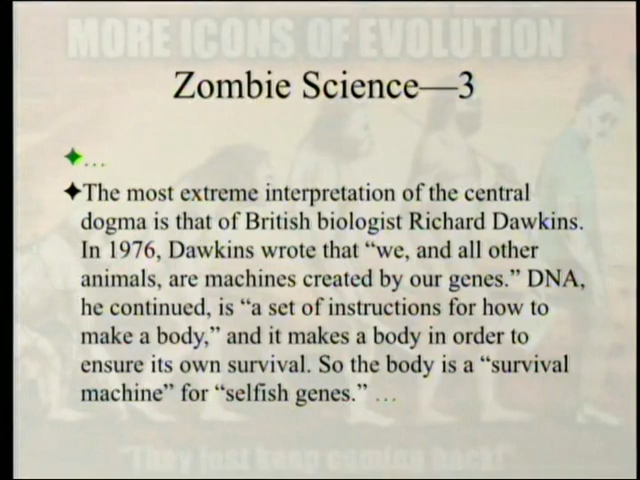 MORE ICONS OF EVOLUTION
Zombie Science—3
…
The most extreme interpretation of the central
dogma is that of British biologist Richard Dawkins.
In 1976, Dawkins wrote that “we, and all other
animals, are machines created by our genes.” DNA,
he continued, is “a set of instructions for how to
make a body,” and it makes a body in order to
ensure its own survival. So the body is a “survival
machine” for “selfish genes.” …
"They just keep coming back!"